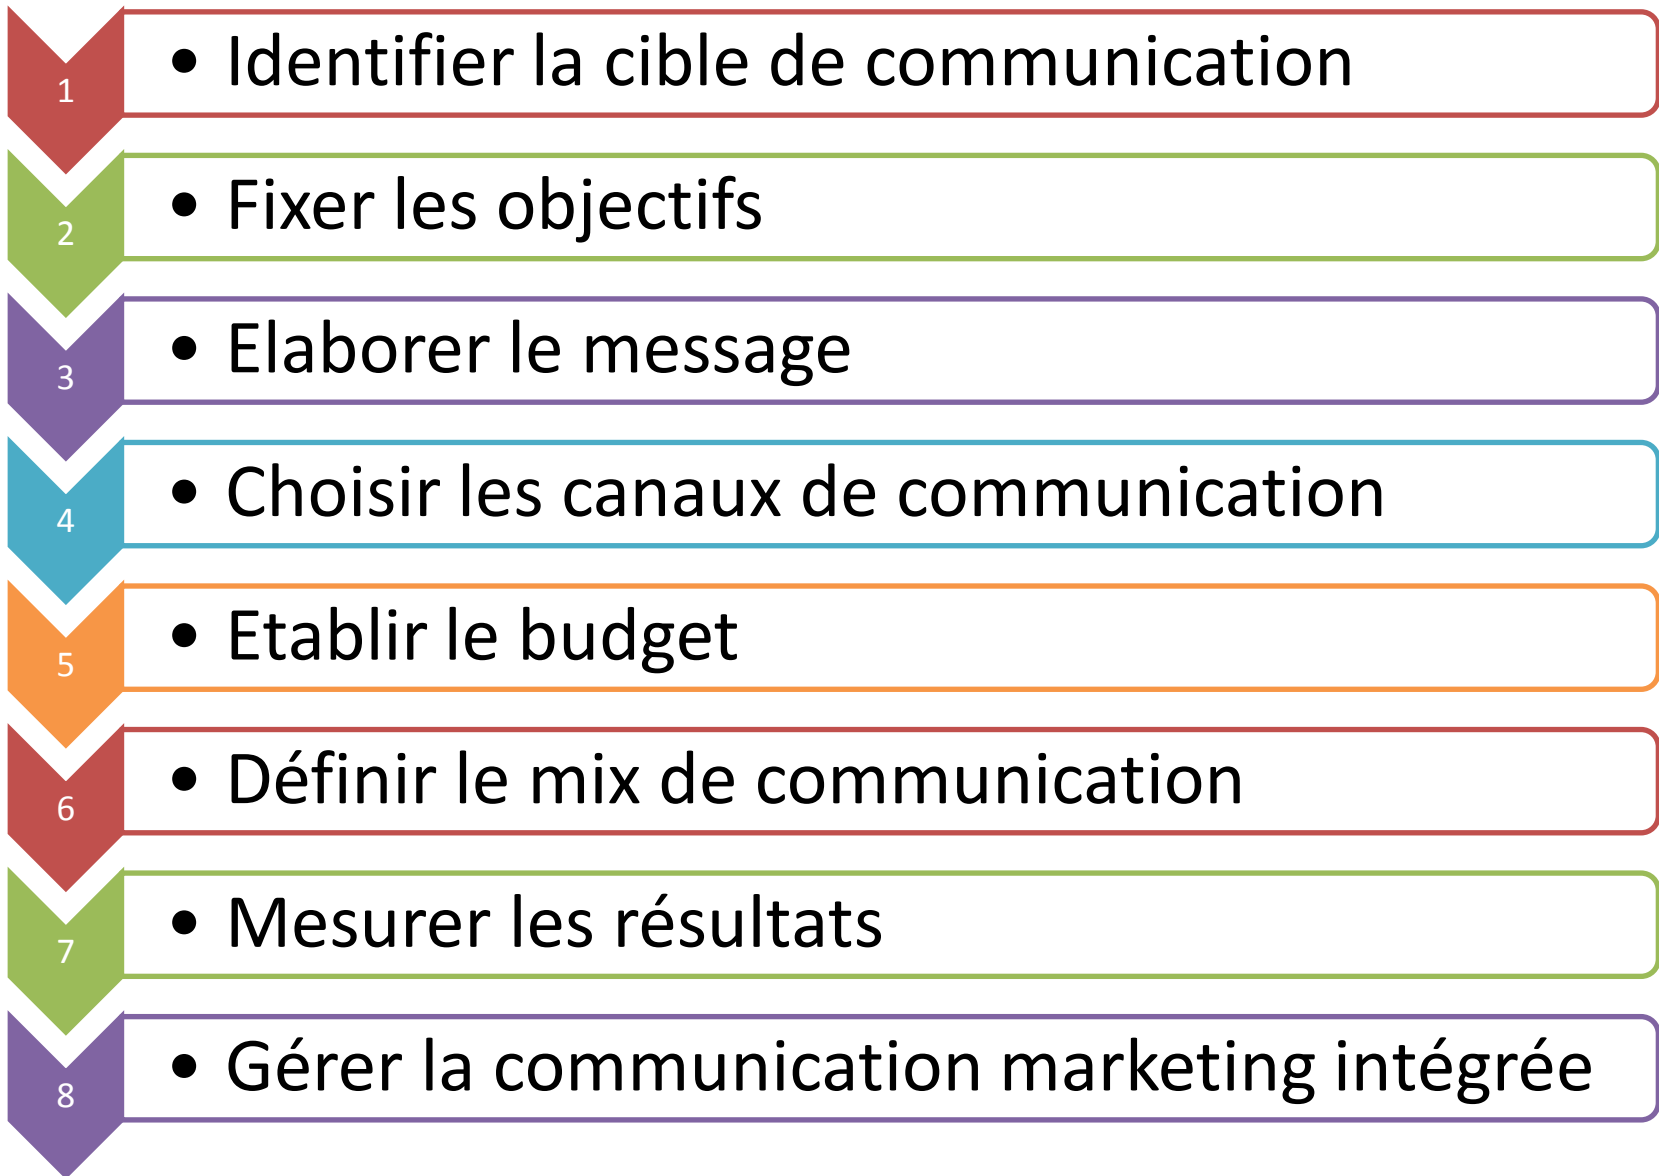 1
• Identifier la cible de communication
2
• Fixer les objectifs
3
• Elaborer le message
4
• Choisir les canaux de communication
5
• Etablir le budget
6
• Définir le mix de communication
7
• Mesurer les résultats
8
• Gérer la communication marketing intégrée